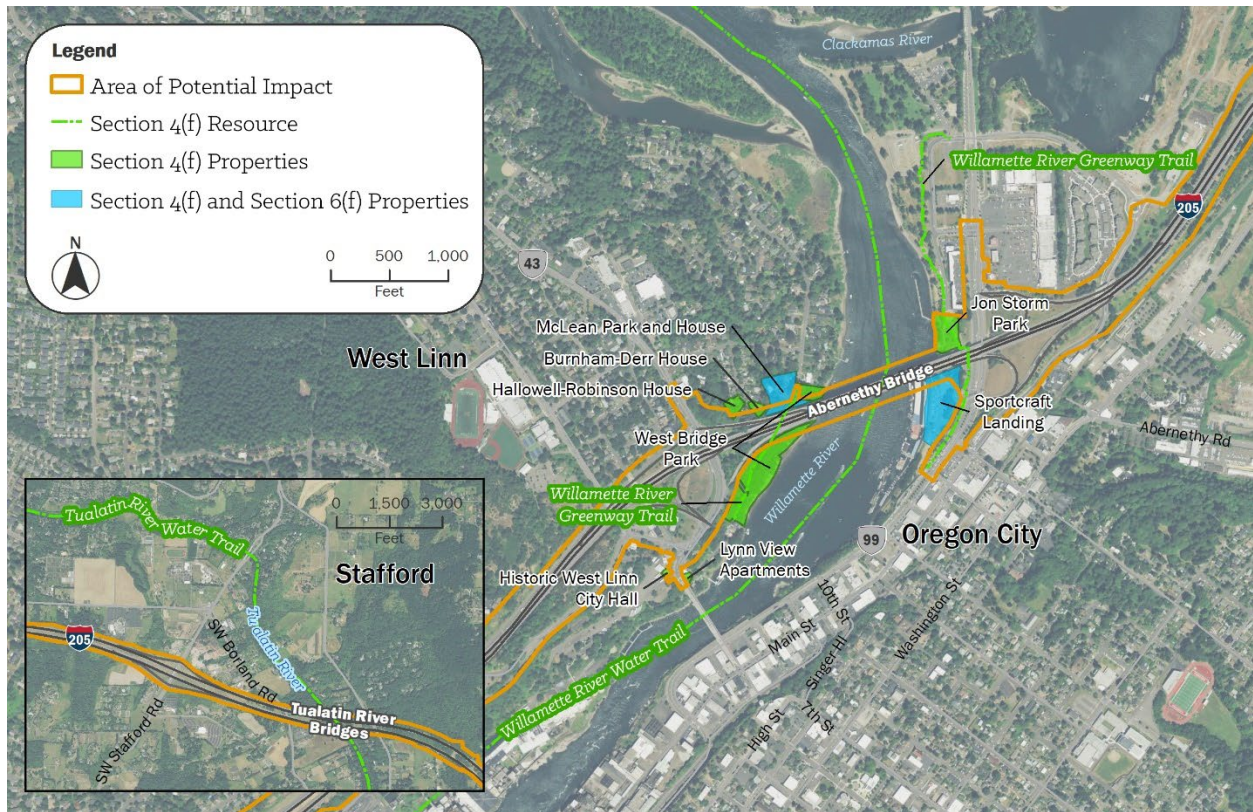 Legend
Area of Potential Impact
Section 4(f) Resource
Section 4(f) Properties
Section 4(f) and Section 6(f) Properties
N
0 500 1,000
Feet
Clackamas River
Willamette River Greenway Trail
205
43
Jon Storm
Park
McLean Park and House
Burnham-Derr House
Hallowell-Robinson House
West Linn
Abernethy Bridge
Sportcraft
Landing
Abernethy Rd
West Bridge
Park
Willamette River
Willamette River
Greenway Trail
99
Oregon City
Lynn View
Apartments
Historic West Linn
City Hall
10th St
Main St
Singer Hl
Washington St
High St
7th St
Willamette River Water Trail
0 1,500 3,000
Feet
Tualatin River Water Trail
Stafford
Tualatin River
205
SW Borland Rd
SW Stafford Rd
Tualatin River
Bridges